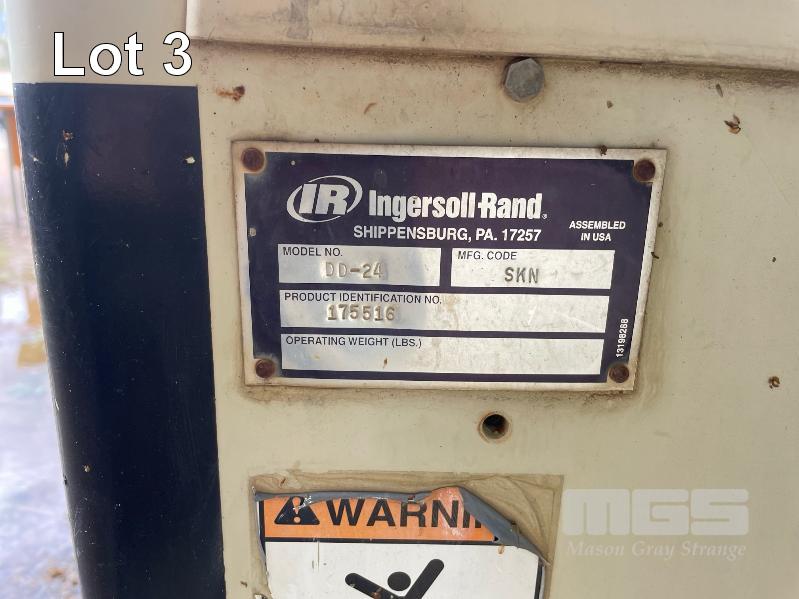 Lot 3
IR Ingersoll-Rand®
SHIPPENSBURG, PA. 17257
ASSEMBLED
IN USA
MODEL NO.
DD-24
MFG. CODE
SKN
PRODUCT IDENTIFICATION NO.
175516
OPERATING WEIGHT (LBS.)
13198288
WARNI
MGS
Mason Gray Strange